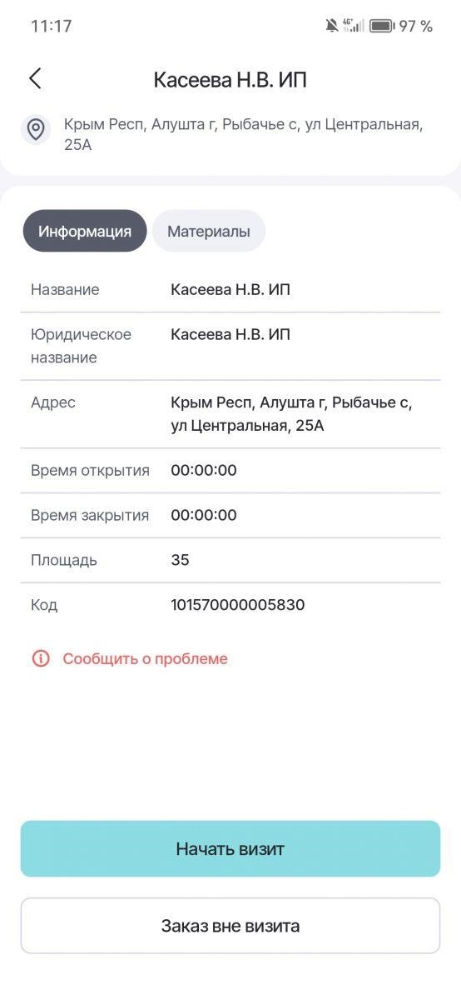 11:17
4G+
97 %
Касеева Н.В. ИП
Крым Респ, Алушта г, Рыбачье с, ул Центральная,
25А
Информация
Материалы
Название
Касеева Н.В. ИП
Юридическое
название
Касеева Н.В. ИП
Адрес
Крым Респ, Алушта г, Рыбачье с,
ул Центральная, 25А
Время открытия
00:00:00
Время закрытия
00:00:00
Площадь
35
Код
101570000005830
Сообщить о проблеме
Начать визит
Заказ вне визита